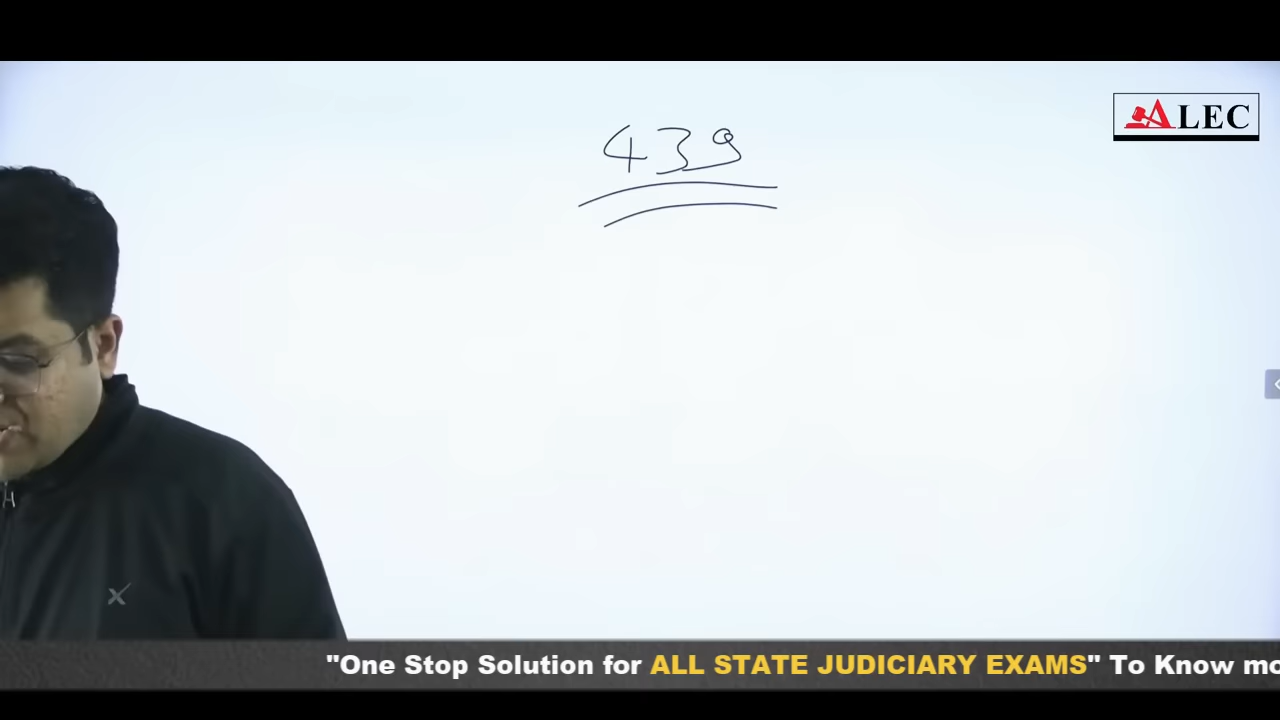 439
ALEC
"One Stop Solution for ALL STATE JUDICIARY EXAMS" To Know mo